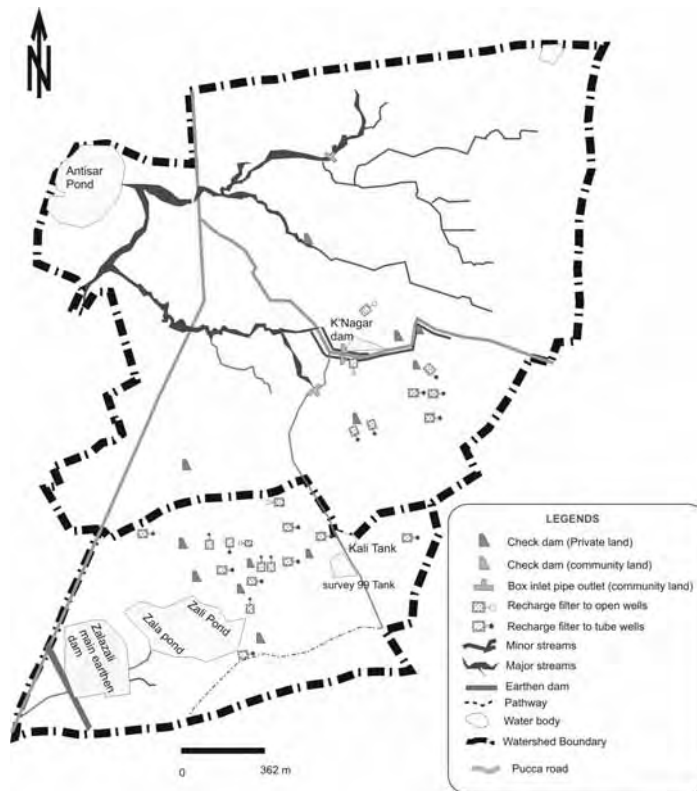 N
Antisar
Pond
K'Nagar
dam
Kali Tank
survey 99 Tank
Zali Pond
Zala pond
Zalazali
main earthen
dam
0
362 m
LEGENDS
Check dam (Private land)
Check dam (community land)
Box inlet pipe outlet (community land)
Recharge filter to open wells
Recharge filter to tube wells
Minor streams
Major streams
Earthen dam
Pathway
Water body
Watershed Boundary
Pucca road